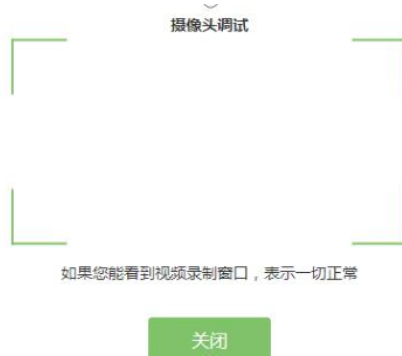 摄像头调试
如果您能看到视频录制窗口，表示一切正常
关闭